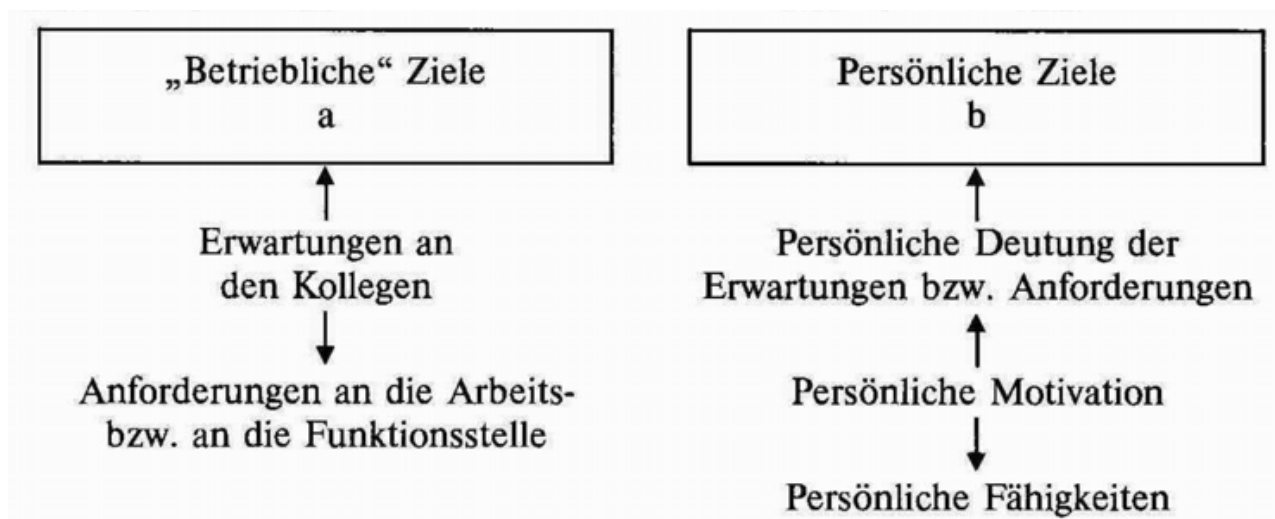 „Betriebliche“ Ziele
a
Erwartungen an
den Kollegen
Anforderungen an die Arbeits-
bzw. an die Funktionsstelle
Persönliche Ziele
b
Persönliche Deutung der
Erwartungen bzw. Anforderungen
Persönliche Motivation
Persönliche Fähigkeiten